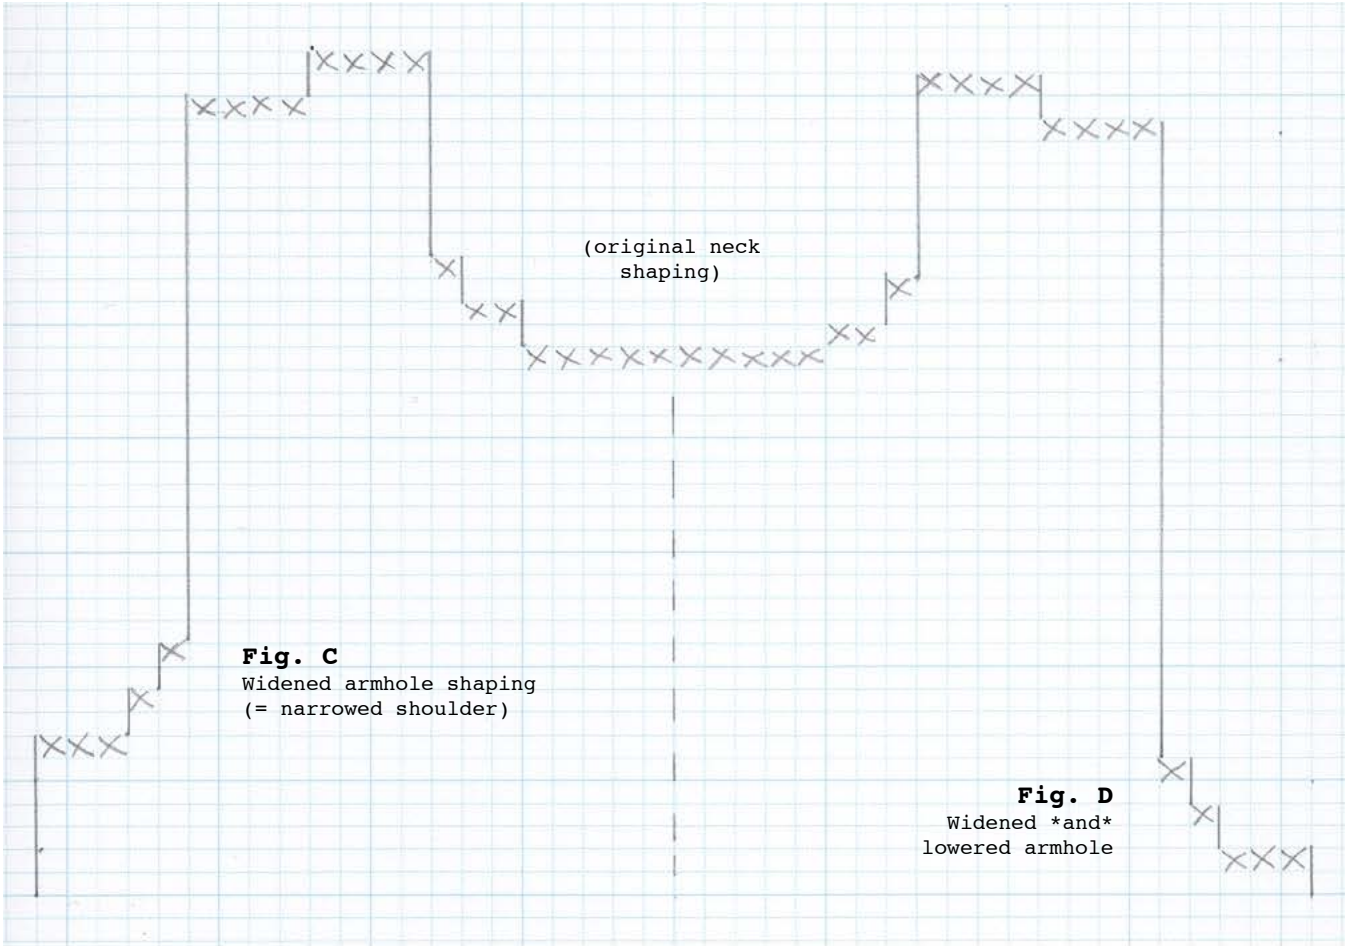 (original neck
shaping)
Fig. C
Widened armhole shaping
(= narrowed shoulder)
Fig. D
Widened *and*
lowered armhole